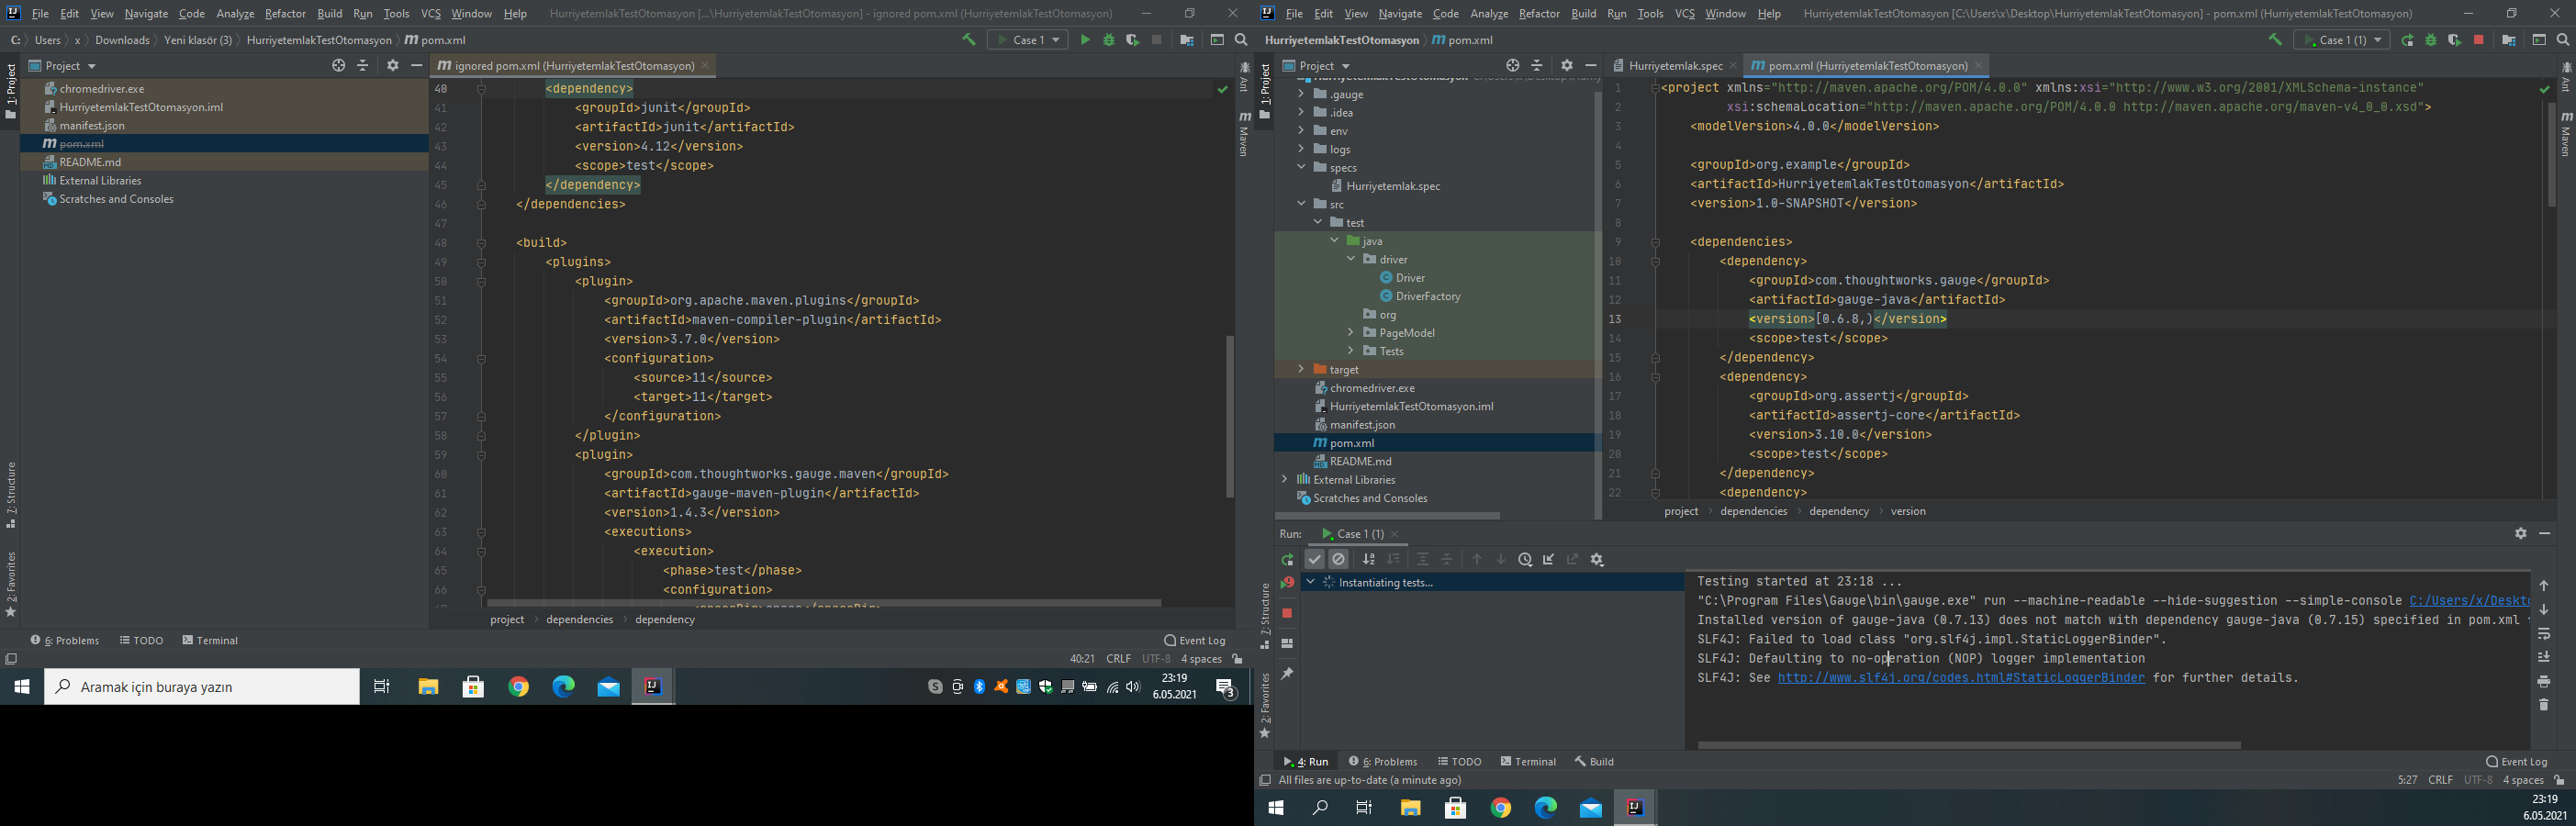 File Edit View Navigate Code Analyze Refactor Build Run Tools VCS Window Help HurriyetemlakTestOtomasyon [...\HurriyetemlakTestOtomasyon] - ignored pom.xml (HurriyetemlakTestOtomasyon)
C: Users x Downloads Yeni klasör (3) HurriyetemlakTestOtomasyon pom.xml
Case 1
Project
ignored pom.xml (HurriyetemlakTestOtomasyon)
1: Project
7: Structure
2: Favorites
Ant
Maven
chromedriver.exe
HurriyetemlakTestOtomasyon.iml
manifest.json
pom.xml
README.md
External Libraries
Scratches and Consoles
40 <dependency>
41 <groupId>junit</groupId>
42 <artifactId>junit</artifactId>
43 <version>4.12</version>
44 <scope>test</scope>
45 </dependency>
46 </dependencies>
47
48 <build>
49 <plugins>
50 <plugin>
51 <groupId>org.apache.maven.plugins</groupId>
52 <artifactId>maven-compiler-plugin</artifactId>
53 <version>3.7.0</version>
54 <configuration>
55 <source>11</source>
56 <target>11</target>
57 </configuration>
58 </plugin>
59 <plugin>
60 <groupId>com.thoughtworks.gauge.maven</groupId>
61 <artifactId>gauge-maven-plugin</artifactId>
62 <version>1.4.3</version>
63 <executions>
64 <execution>
65 <phase>test</phase>
66 <configuration>
project dependencies dependency
6: Problems TODO Terminal Event Log
40:21 CRLF UTF-8 4 spaces
Aramak için buraya yazın
23:19
6.05.2021
3
File Edit View Navigate Code Analyze Refactor Build Run Tools VCS Window Help HurriyetemlakTestOtomasyon [C:\Users\x\Desktop\HurriyetemlakTestOtomasyon] - pom.xml (HurriyetemlakTestOtomasyon)
HurriyetemlakTestOtomasyon pom.xml
Case 1 (1)
Project
Hurriyetemlak.spec
pom.xml (HurriyetemlakTestOtomasyon)
1: Project
7: Structure
2: Favorites
Ant
Maven
.gauge
.idea
env
logs
specs
Hurriyetemlak.spec
src
test
java
driver
Driver
DriverFactory
org
PageModel
Tests
target
chromedriver.exe
HurriyetemlakTestOtomasyon.iml
manifest.json
pom.xml
README.md
External Libraries
Scratches and Consoles
1 <project xmlns="http://maven.apache.org/POM/4.0.0" xmlns:xsi="http://www.w3.org/2001/XMLSchema-instance"
2 xsi:schemaLocation="http://maven.apache.org/POM/4.0.0 http://maven.apache.org/maven-v4_0_0.xsd">
3 <modelVersion>4.0.0</modelVersion>
4
5 <groupId>org.example</groupId>
6 <artifactId>HurriyetemlakTestOtomasyon</artifactId>
7 <version>1.0-SNAPSHOT</version>
8
9 <dependencies>
10 <dependency>
11 <groupId>com.thoughtworks.gauge</groupId>
12 <artifactId>gauge-java</artifactId>
13 <version>[0.6.8,)</version>
14 <scope>test</scope>
15 </dependency>
16 <dependency>
17 <groupId>org.assertj</groupId>
18 <artifactId>assertj-core</artifactId>
19 <version>3.10.0</version>
20 <scope>test</scope>
21 </dependency>
22 <dependency>
project dependencies dependency version
Run: Case 1 (1)
Instantiating tests...
Testing started at 23:18 ...
"C:\Program Files\Gauge\bin\gauge.exe" run --machine-readable --hide-suggestion --simple-console C:/Users/x/Deskto
Installed version of gauge-java (0.7.13) does not match with dependency gauge-java (0.7.15) specified in pom.xml
SLF4J: Failed to load class "org.slf4j.impl.StaticLoggerBinder".
SLF4J: Defaulting to no-operation (NOP) logger implementation
SLF4J: See http://www.slf4j.org/codes.html#StaticLoggerBinder for further details.
4: Run 6: Problems TODO Terminal Build Event Log
All files are up-to-date (a minute ago) 5:27 CRLF UTF-8 4 spaces
23:19
6.05.2021